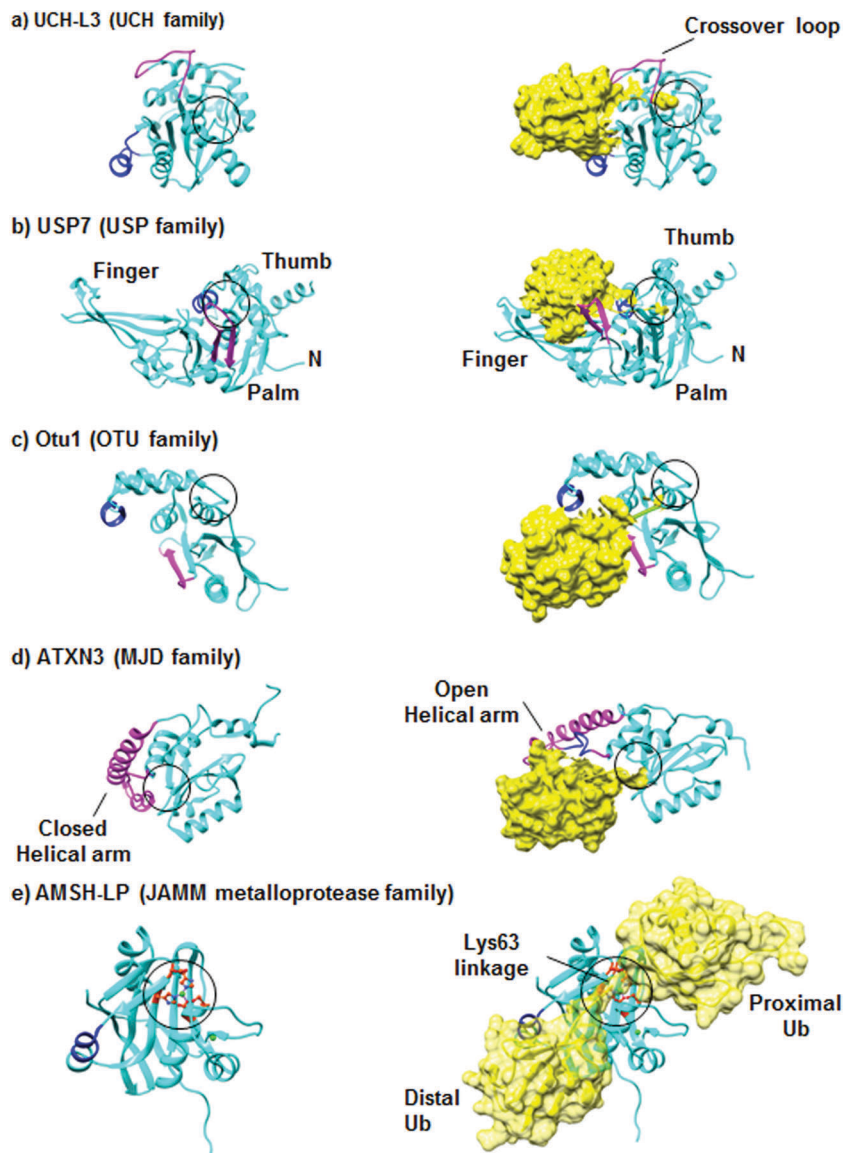 a) UCH-L3 (UCH family)
Crossover loop
b) USP7 (USP family)
Finger
Thumb
N
Palm
Thumb
Finger
N
Palm
c) Otu1 (OTU family)
d) ATXN3 (MJD family)
Closed
Helical arm
Open
Helical arm
e) AMSH-LP (JAMM metalloprotease family)
Lys63
linkage
Proximal
Ub
Distal
Ub